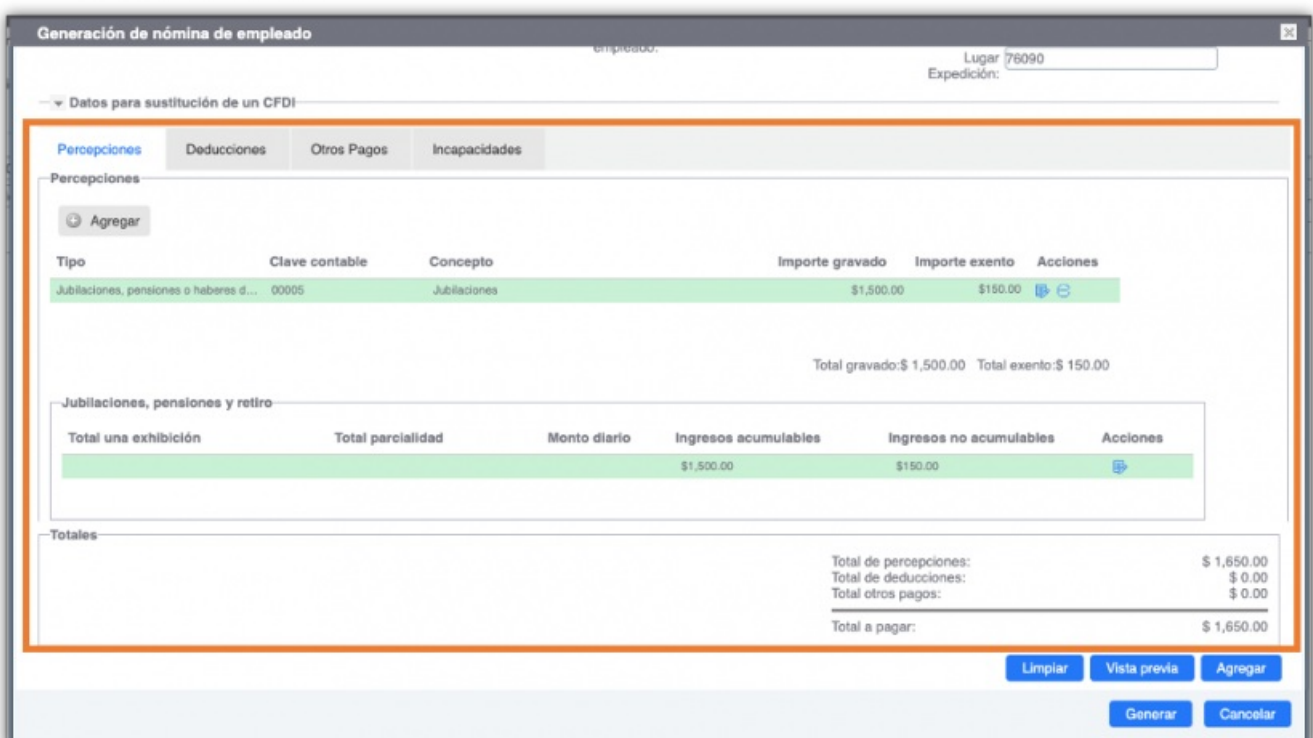 Generación de nómina de empleado
empleado:
Lugar 76090
Expedición:
Datos para sustitución de un CFDI
Percepciones Deducciones Otros Pagos Incapacidades
Percepciones
Agregar
Tipo Clave contable Concepto Importe gravado Importe exento Acciones
Jubilaciones, pensiones o haberes d... 00005 Jubilaciones $1,500.00 $150.00
Total gravado:$ 1,500.00 Total exento:$ 150.00
Jubilaciones, pensiones y retiro
Total una exhibición Total parcialidad Monto diario Ingresos acumulables Ingresos no acumulables Acciones
$1,500.00 $150.00
Totales
Total de percepciones: $ 1,650.00
Total de deducciones: $ 0.00
Total otros pagos: $ 0.00
Total a pagar: $ 1,650.00
Limpiar Vista previa Agregar
Generar Cancelar